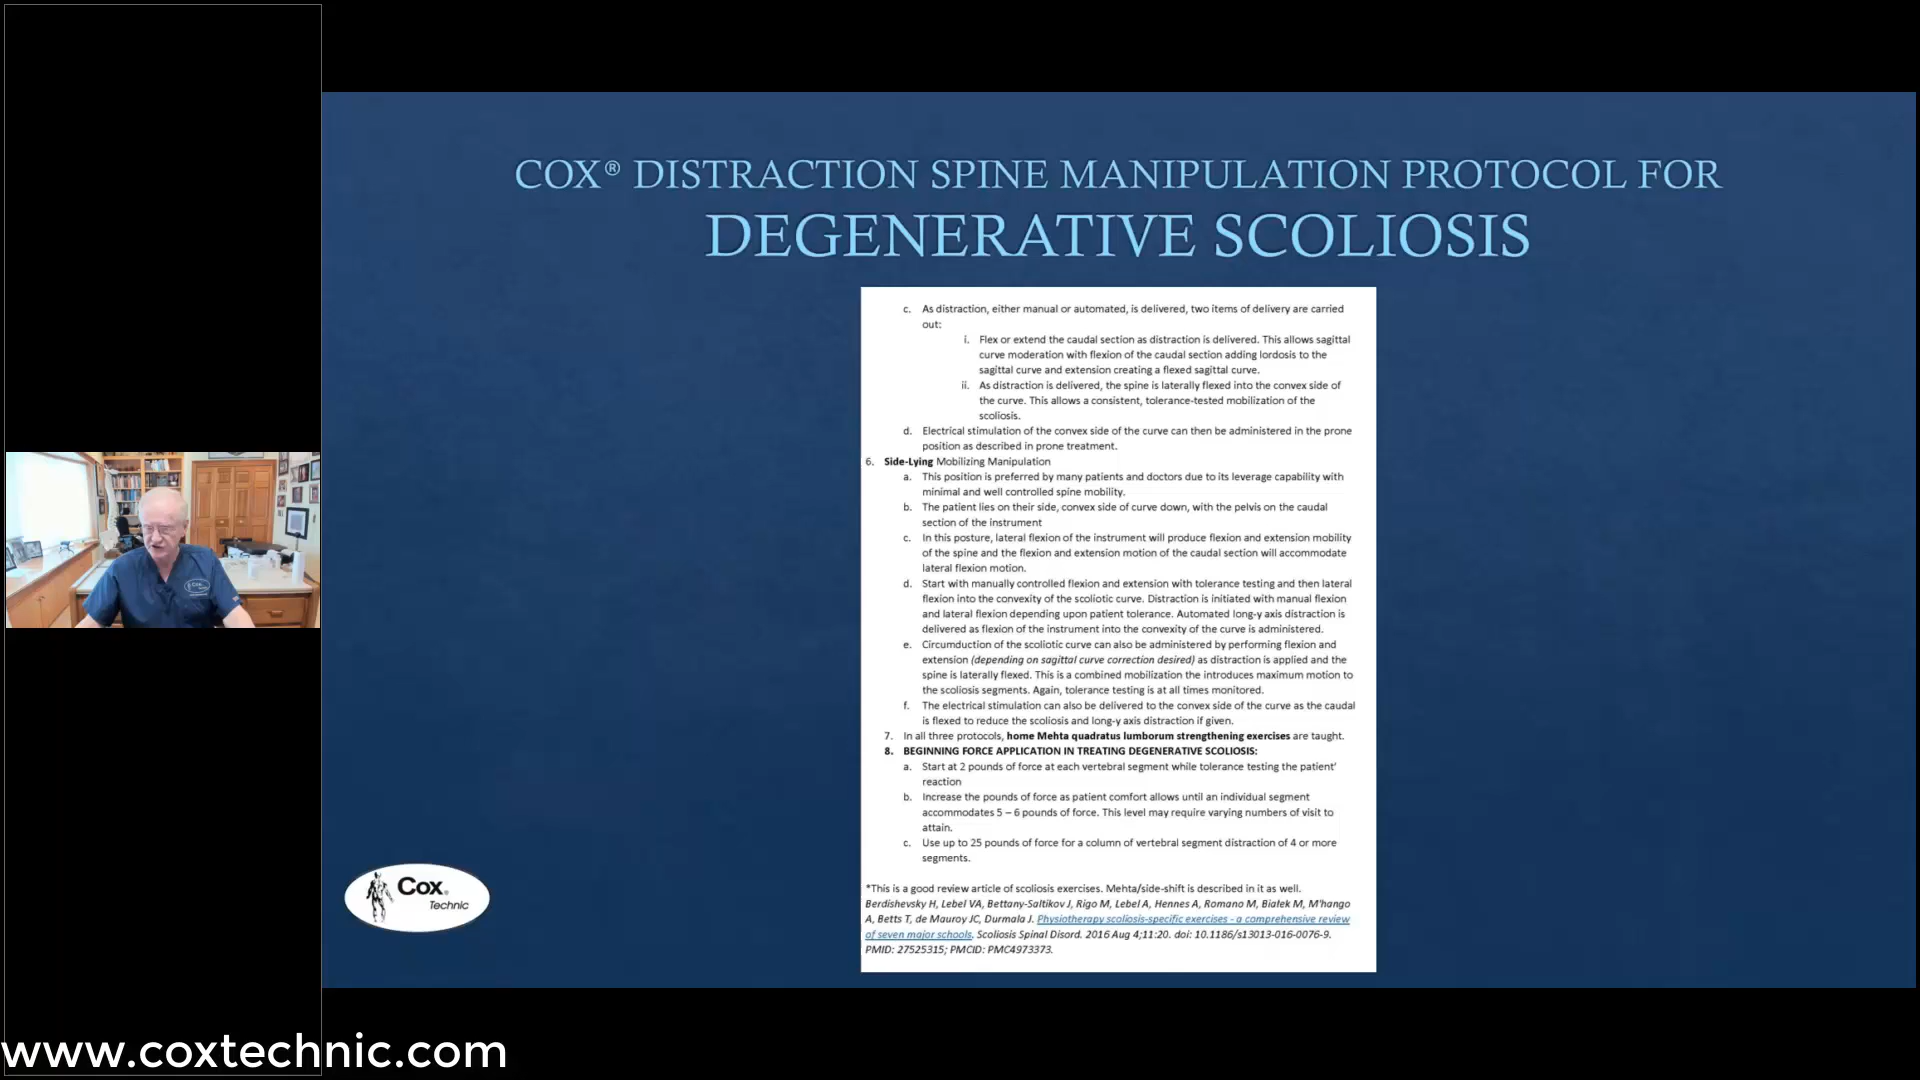 COX® DISTRACTION SPINE MANIPULATION PROTOCOL FOR
DEGENERATIVE SCOLIOSIS
c. As distraction, either manual or automated, is delivered, two items of delivery are carried
out:
i. Flex or extend the caudal section as distraction is delivered. This allows sagittal
curve moderation with flexion of the caudal section adding lordosis to the
sagittal curve and extension creating a flexed sagittal curve.
ii. As distraction is delivered, the spine is laterally flexed into the convex side of
the curve. This allows a consistent, tolerance-tested mobilization of the
scoliosis.
d. Electrical stimulation of the convex side of the curve can then be administered in the prone
position as described in prone treatment.
6. Side-Lying Mobilizing Manipulation
a. This position is preferred by many patients and doctors due to its leverage capability with
minimal and well controlled spine mobility.
b. The patient lies on their side, convex side of curve down, with the pelvis on the caudal
section of the instrument
c. In this posture, lateral flexion of the instrument will produce flexion and extension mobility
of the spine and the flexion and extension motion of the caudal section will accommodate
lateral flexion motion.
d. Start with manually controlled flexion and extension with tolerance testing and then lateral
flexion into the convexity of the scoliotic curve. Distraction is initiated with manual flexion
and lateral flexion depending upon patient tolerance. Automated long-y axis distraction is
delivered as flexion of the instrument into the convexity of the curve is administered.
e. Circumduction of the scoliotic curve can also be administered by performing flexion and
extension (depending on sagittal curve correction desired) as distraction is applied and the
spine is laterally flexed. This is a combined mobilization the introduces maximum motion to
the scoliosis segments. Again, tolerance testing is at all times monitored.
f. The electrical stimulation can also be delivered to the convex side of the curve as the caudal
is flexed to reduce the scoliosis and long-y axis distraction if given.
7. In all three protocols, home Mehta quadratus lumborum strengthening exercises are taught.
8. BEGINNING FORCE APPLICATION IN TREATING DEGENERATIVE SCOLIOSIS:
a. Start at 2 pounds of force at each vertebral segment while tolerance testing the patient'
reaction
b. Increase the pounds of force as patient comfort allows until an individual segment
accommodates 5 – 6 pounds of force. This level may require varying numbers of visit to
attain.
c. Use up to 25 pounds of force for a column of vertebral segment distraction of 4 or more
segments.
*This is a good review article of scoliosis exercises. Mehta/side-shift is described in it as well.
Berdishevsky H, Lebel VA, Bettany-Saltikov J, Rigo M, Lebel A, Hennes A, Romano M, Białek M, M'hango
A, Betts T, de Mauroy JC, Durmala J. Physiotherapy scoliosis-specific exercises - a comprehensive review
of seven major schools. Scoliosis Spinal Disord. 2016 Aug 4;11:20. doi: 10.1186/s13013-016-0076-9.
PMID: 27525315; PMCID: PMC4973373.
Cox®
Technic
www.coxtechnic.com